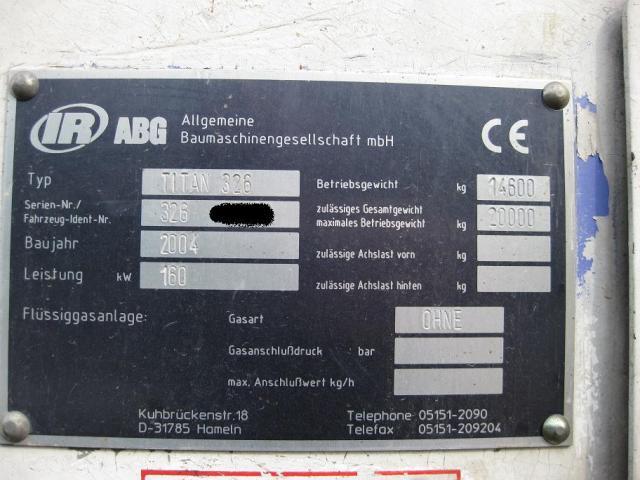 IR ABG Allgemeine
Baumaschinengesellschaft mbH
CE
Typ TITAN 326
Serien-Nr./
Fahrzeug-Ident-Nr. 326
Baujahr 2004
Leistung kW 160
Betriebsgewicht kg 14600
zulässiges Gesamtgewicht
maximales Betriebsgewicht kg 20000
zulässige Achslast vorn kg
zulässige Achslast hinten kg
Flüssiggasanlage: Gasart OHNE
Gasanschlußdruck bar
max. Anschlußwert kg/h
Kuhbrückenstr.18
D-31785 Hameln
Telephone 05151-2090
Telefax 05151-209204